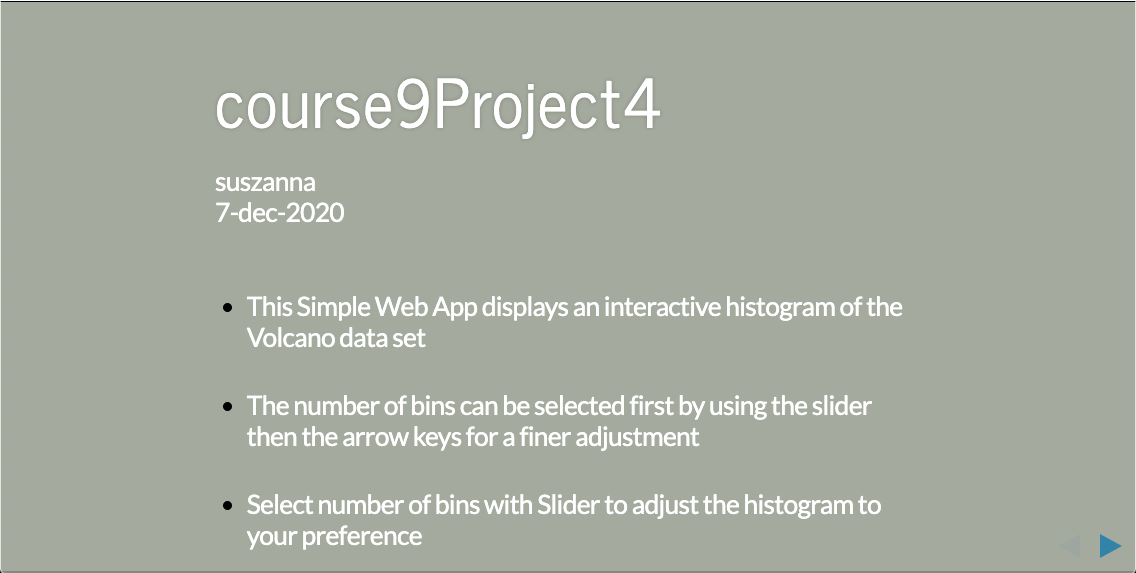 course9Project4
suszanna
7-dec-2020
This Simple Web App displays an interactive histogram of the
Volcano data set
The number of bins can be selected first by using the slider
then the arrow keys for a finer adjustment
Select number of bins with Slider to adjust the histogram to
your preference